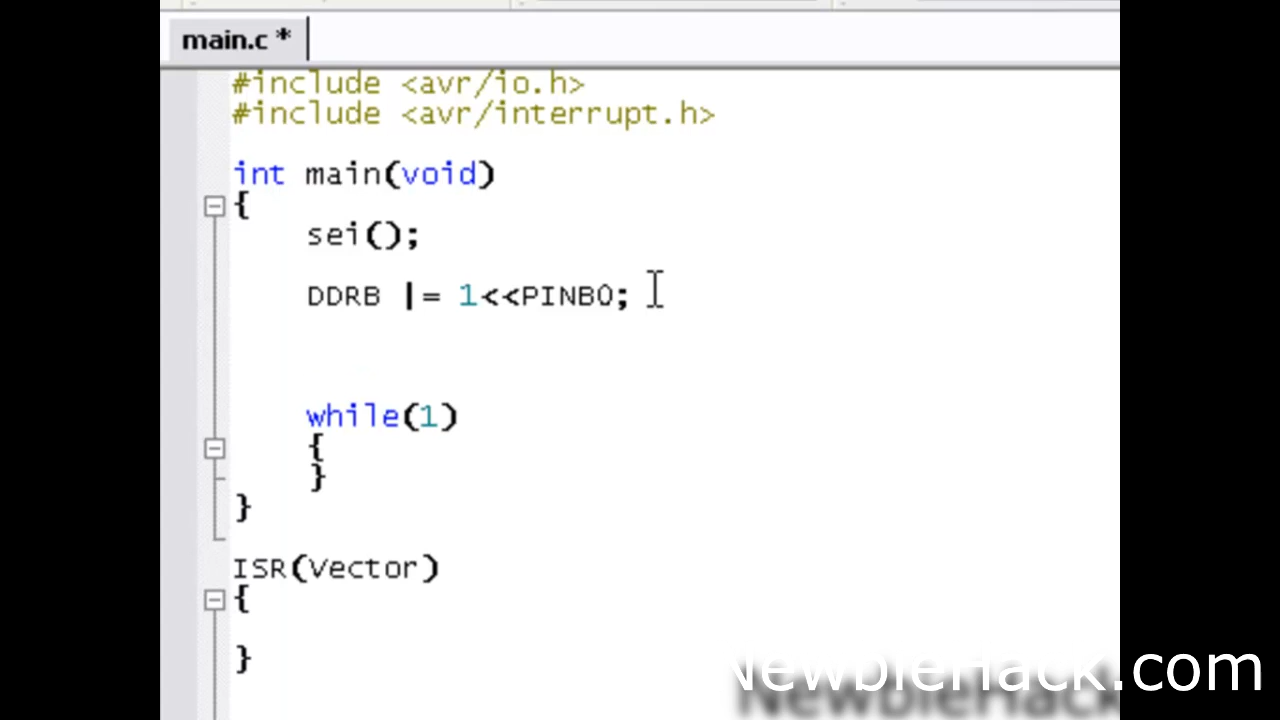 main.c *
#include <avr/io.h>
#include <avr/interrupt.h>
int main(void)
{
sei();
DDRB |= 1<<PINB0;
while(1)
{
}
}
ISR(Vector)
{
}
NewbieHack.com
NewbieHack